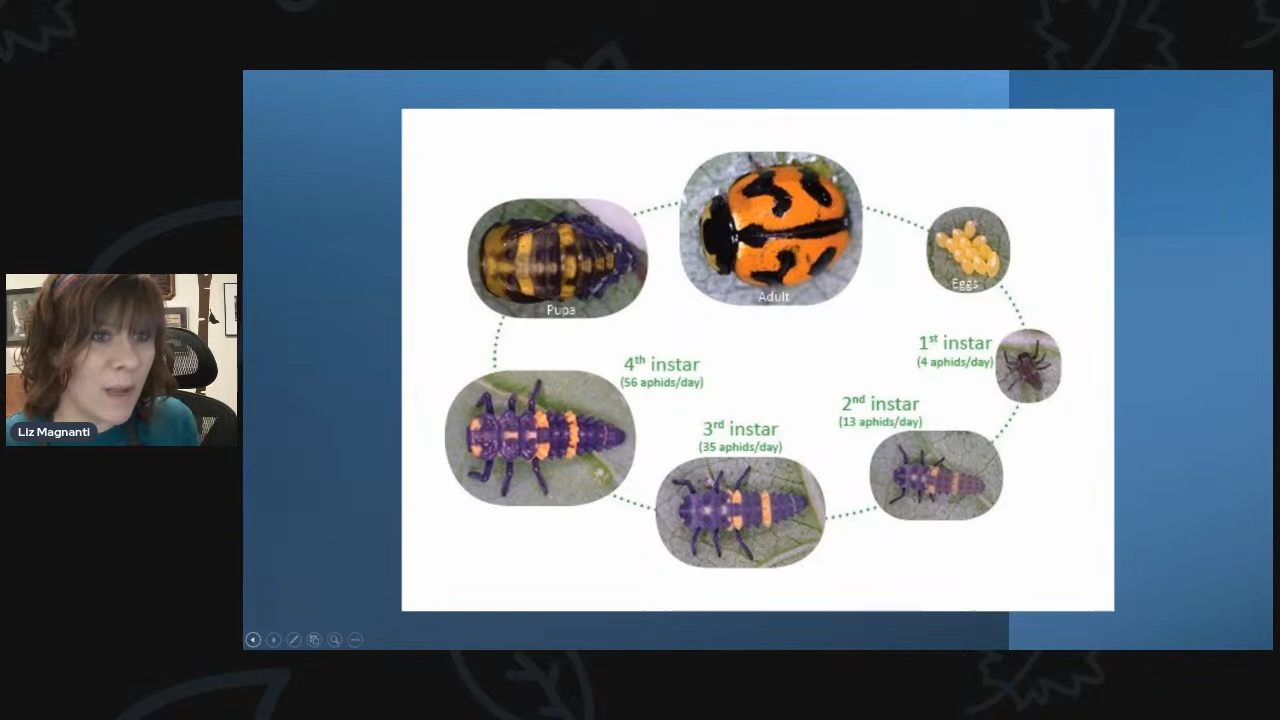 Pupa
Adult
Eggs
1st instar
(4 aphids/day)
2nd instar
(13 aphids/day)
3rd instar
(35 aphids/day)
4th instar
(56 aphids/day)
Liz Magnanti